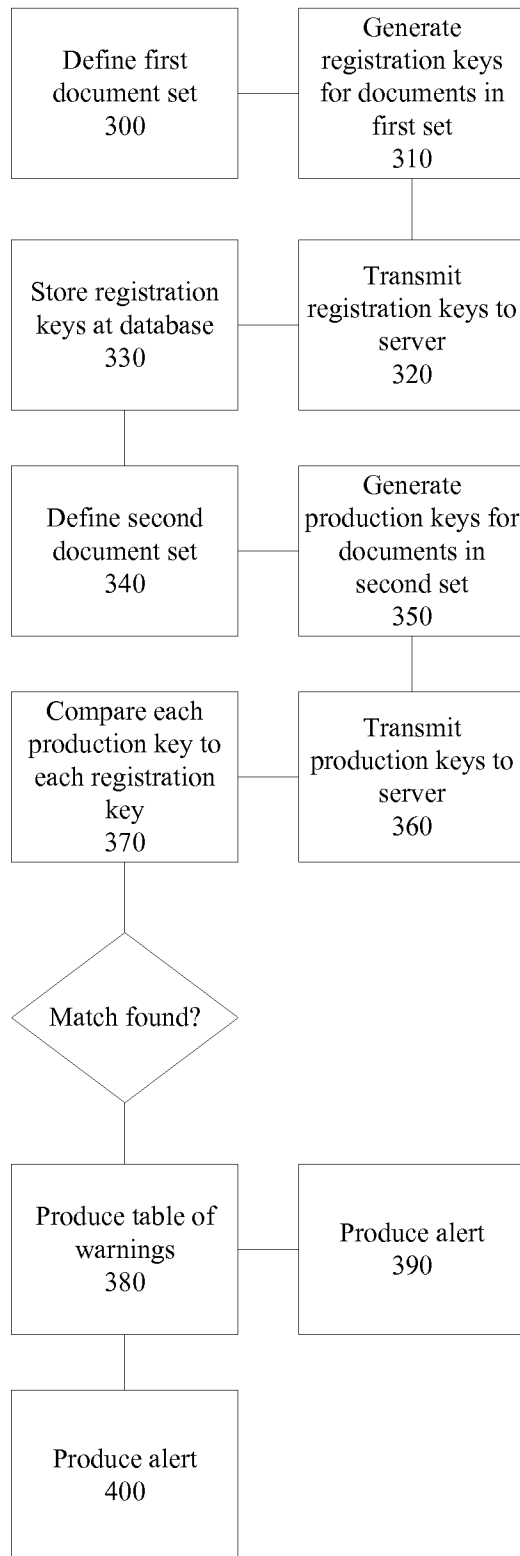 Define first
document set
300
Generate
registration keys
for documents in
first set
310
Transmit
registration keys to
server
320
Store registration
keys at database
330
Define second
document set
340
Generate
production keys for
documents in
second set
350
Transmit
production keys to
server
360
Compare each
production key to
each registration
key
370
Match found?
Produce table of
warnings
380
Produce alert
390
Produce alert
400